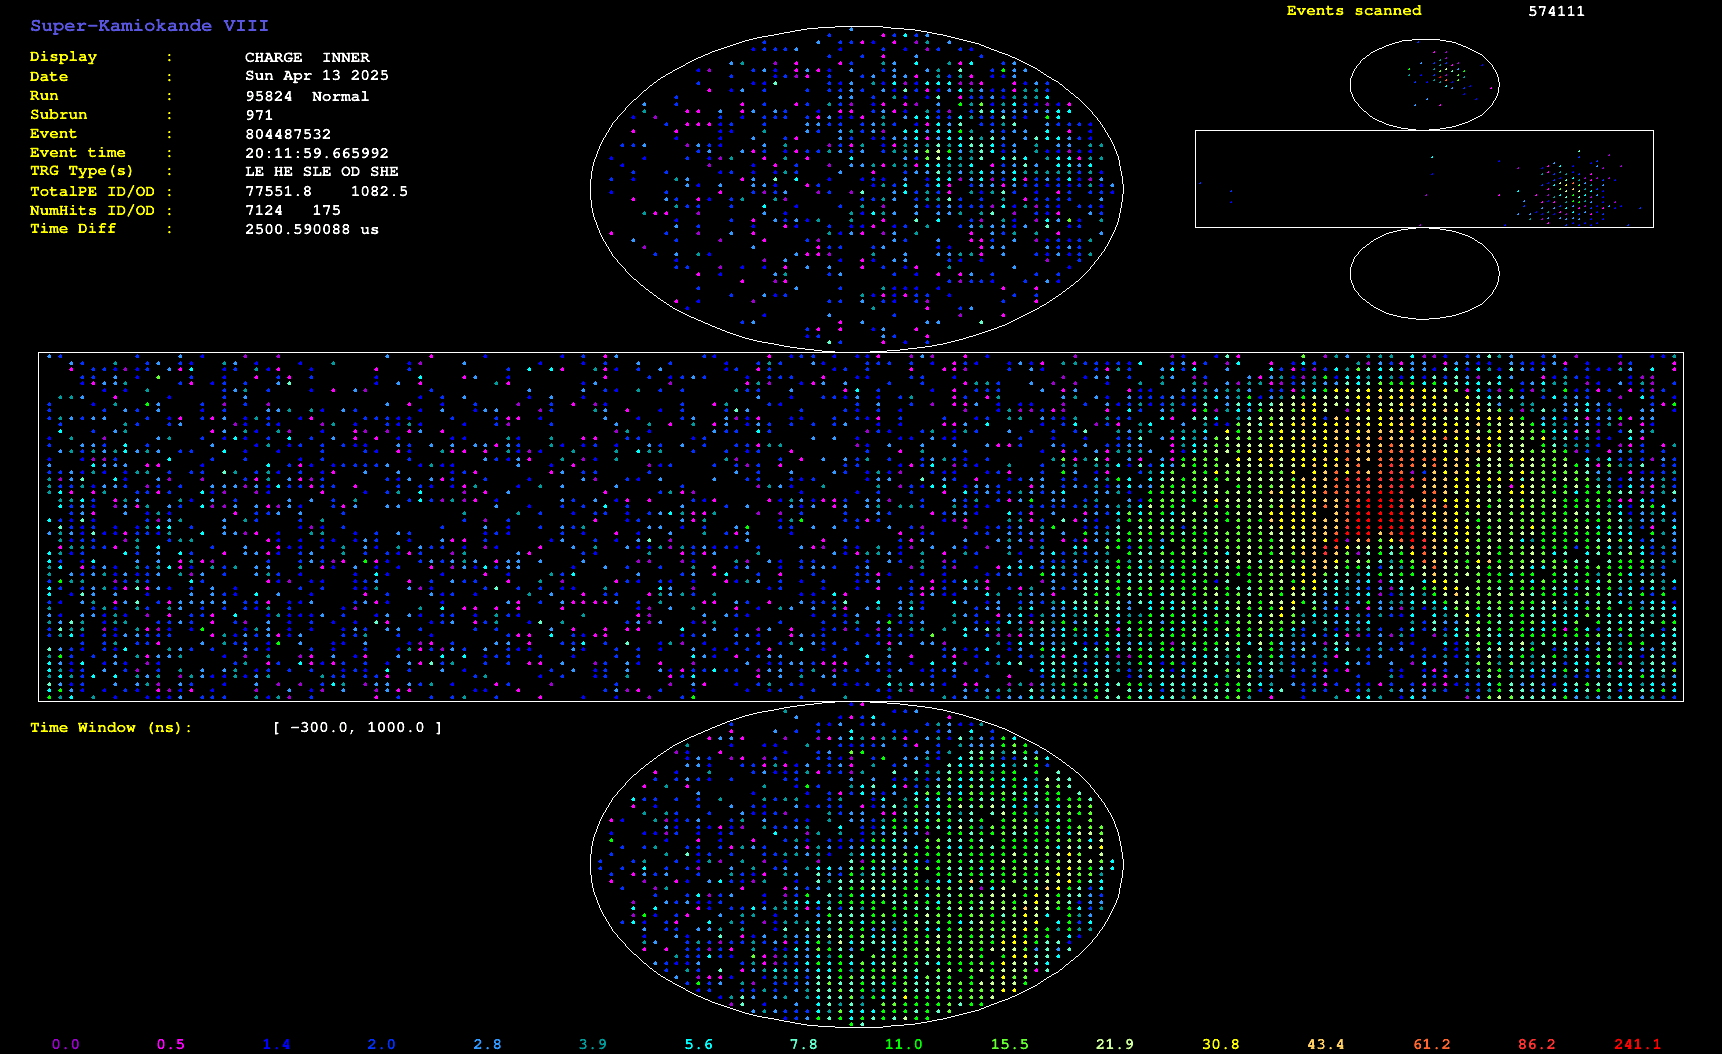 Super-Kamiokande VIII
Display : CHARGE INNER
Date : Sun Apr 13 2025
Run : 95824 Normal
Subrun : 971
Event : 804487532
Event time : 20:11:59.665992
TRG Type(s) : LE HE SLE OD SHE
TotalPE ID/OD : 77551.8 1082.5
NumHits ID/OD : 7124 175
Time Diff : 2500.590088 us
Events scanned 574111
Time Window (ns): [ -300.0, 1000.0 ]
0.0 0.5 1.4 2.0 2.8 3.9 5.6 7.8 11.0 15.5 21.9 30.8 43.4 61.2 86.2 241.1